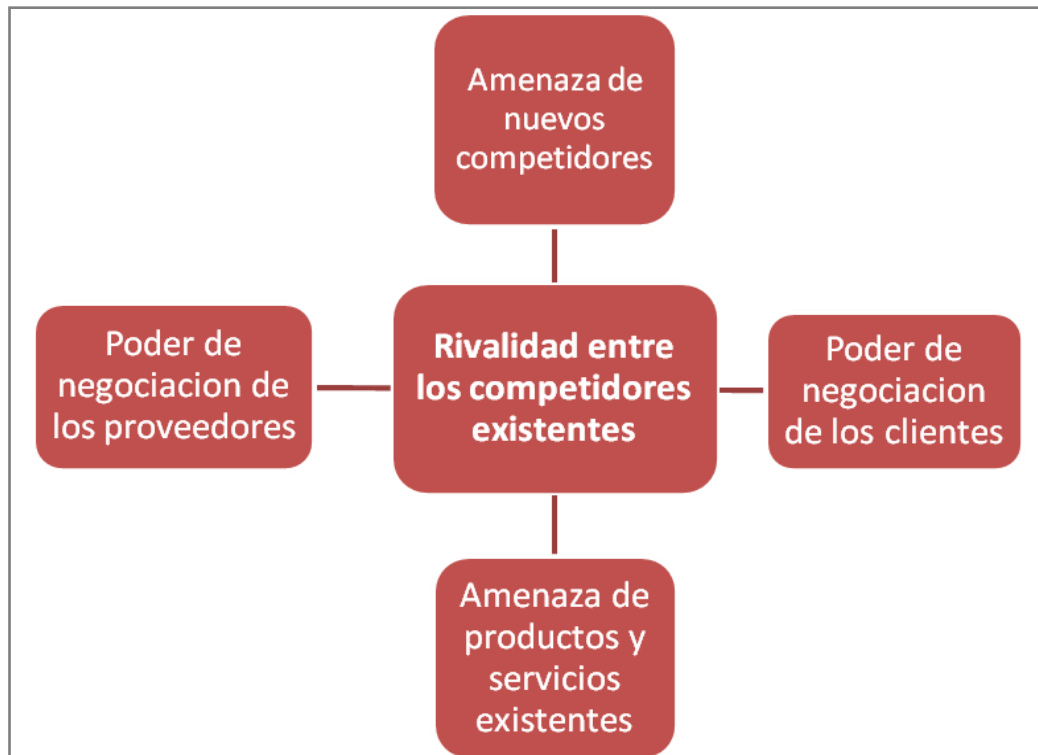 Amenaza de
nuevos
competidores
Poder de
negociacion de
los proveedores
Rivalidad entre
los competidores
existentes
Poder de
negociacion
de los clientes
Amenaza de
productos y
servicios
existentes